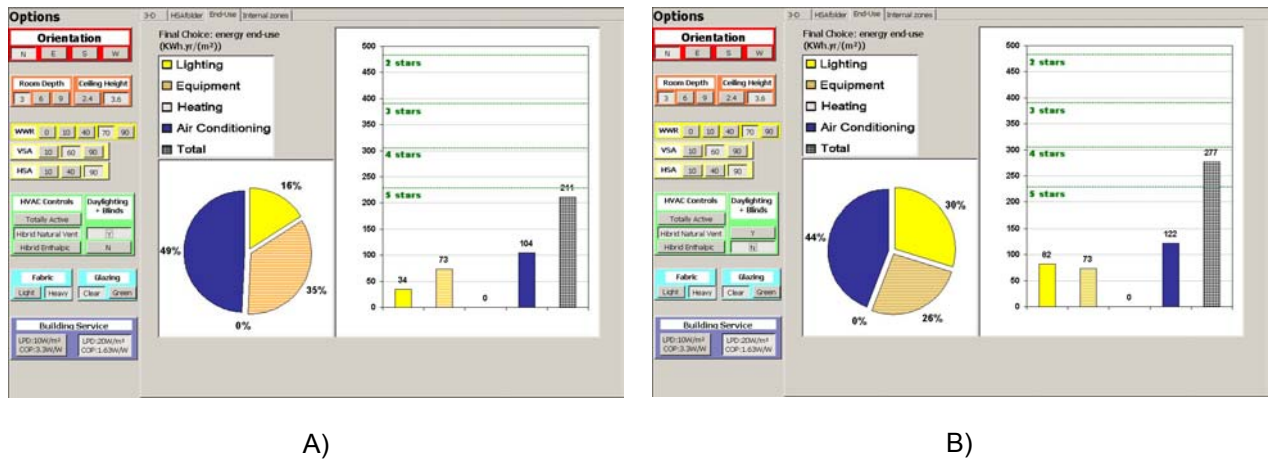 Options
3-D HSAfolder End-Use Internal zones
Orientation
N E S W
Room Depth Ceiling Height
3 6 9 2.4 3.6
WWR 0 10 40 70 90
VSA 10 60 90
HSA 10 40 90
HVAC Controls Daylighting + Blinds
Totally Active
Hibrid Natural Vent Y
Hibrid Enthalpic N
Fabric Glazing
Light Heavy Clear Green
Building Service
LPD:10W/m² LPD:20W/m²
COP:3.3W/W COP:1.63W/W
Final Choice: energy end-use
(KWh.yr/(m²))
Lighting
Equipment
Heating
Air Conditioning
Total
16%
49%
35%
0%
500
450
400
350
300
250
200
150
100
50
0
2 stars
3 stars
4 stars
5 stars
34
73
0
104
211
A)
Options
3-D HSAfolder End-Use Internal zones
Orientation
N E S W
Room Depth Ceiling Height
3 6 9 2.4 3.6
WWR 0 10 40 70 90
VSA 10 60 90
HSA 10 40 90
HVAC Controls Daylighting + Blinds
Totally Active Y
Hibrid Natural Vent
Hibrid Enthalpic N
Fabric Glazing
Light Heavy Clear Green
Building Service
LPD:10W/m² LPD:20W/m²
COP:3.3W/W COP:1.63W/W
Final Choice: energy end-use
(KWh.yr/(m²))
Lighting
Equipment
Heating
Air Conditioning
Total
30%
44%
0%
26%
500
450
400
350
300
250
200
150
100
50
0
2 stars
3 stars
4 stars
5 stars
82
73
0
122
277
B)